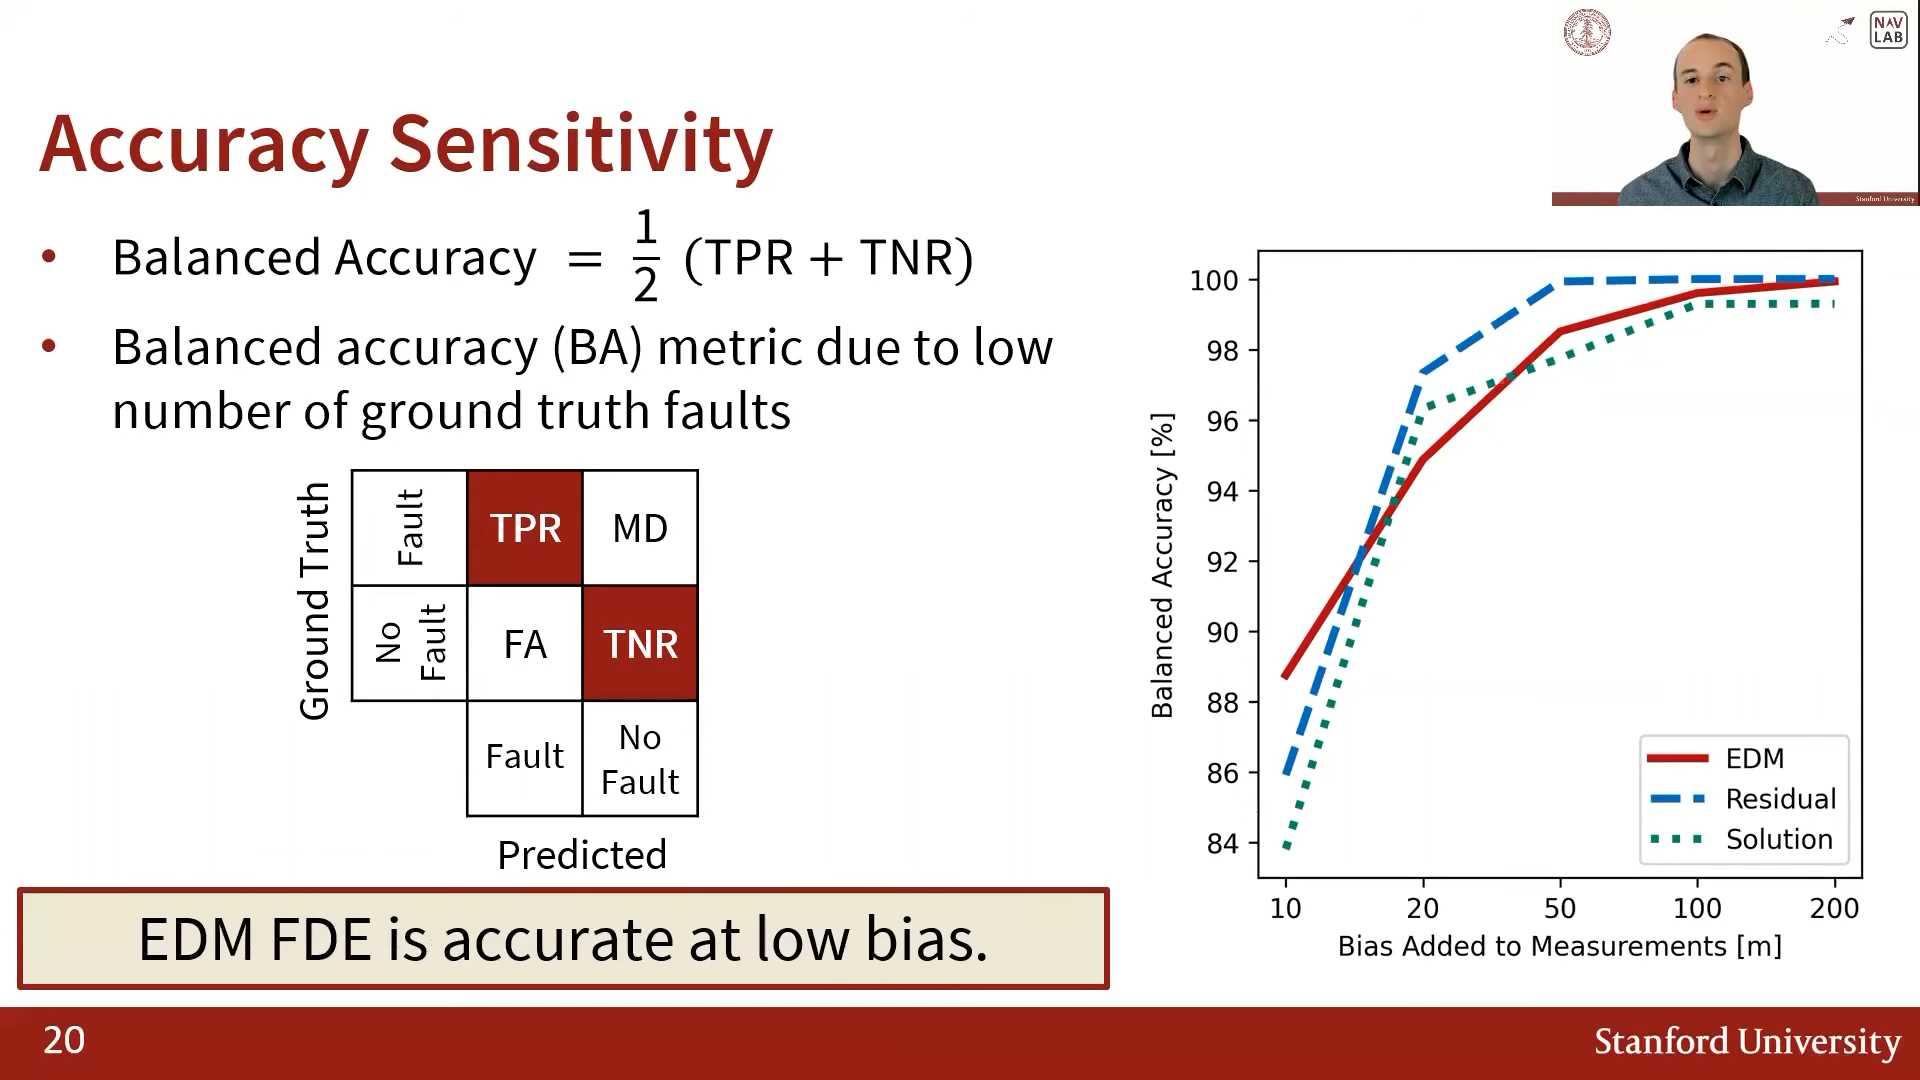 NAV
LAB
Stanford University
Accuracy Sensitivity
• Balanced Accuracy = 1/2 (TPR + TNR)
• Balanced accuracy (BA) metric due to low
number of ground truth faults
Ground Truth
Fault
TPR
MD
No
Fault
FA
TNR
Fault
No
Fault
Predicted
EDM FDE is accurate at low bias.
Balanced Accuracy [%]
100
98
96
94
92
90
88
86
84
EDM
Residual
Solution
10 20 50 100 200
Bias Added to Measurements [m]
20
Stanford University